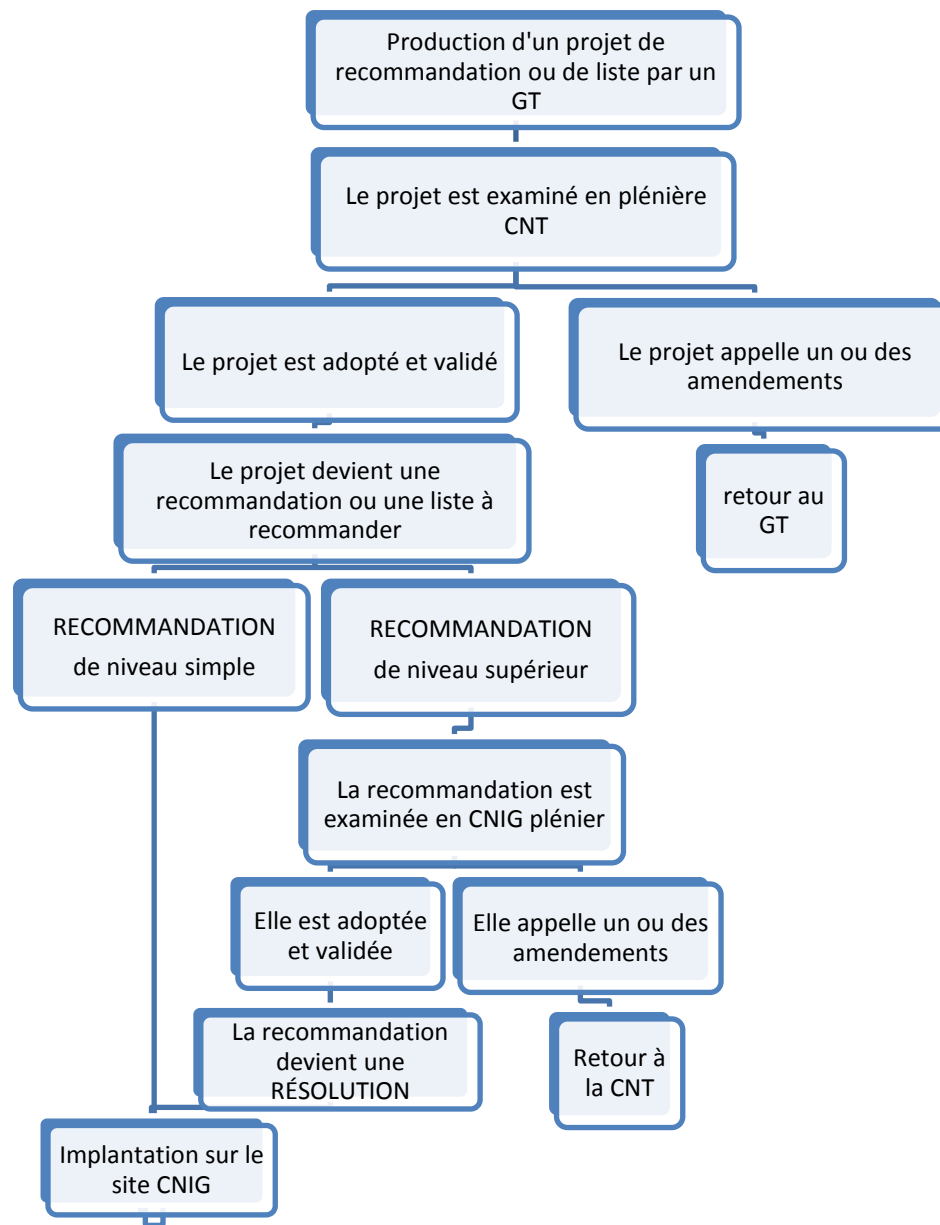 Production d'un projet de
recommandation ou de liste par un
GT
Le projet est examiné en plénière
CNT
Le projet est adopté et validé
Le projet appelle un ou des
amendements
Le projet devient une
recommandation ou une liste à
recommander
retour au
GT
RECOMMANDATION
de niveau simple
RECOMMANDATION
de niveau supérieur
La recommandation est
examinée en CNIG plénier
Elle est adoptée
et validée
Elle appelle un ou des
amendements
La recommandation
devient une
RÉSOLUTION
Retour à
la CNT
Implantation sur le
site CNIG